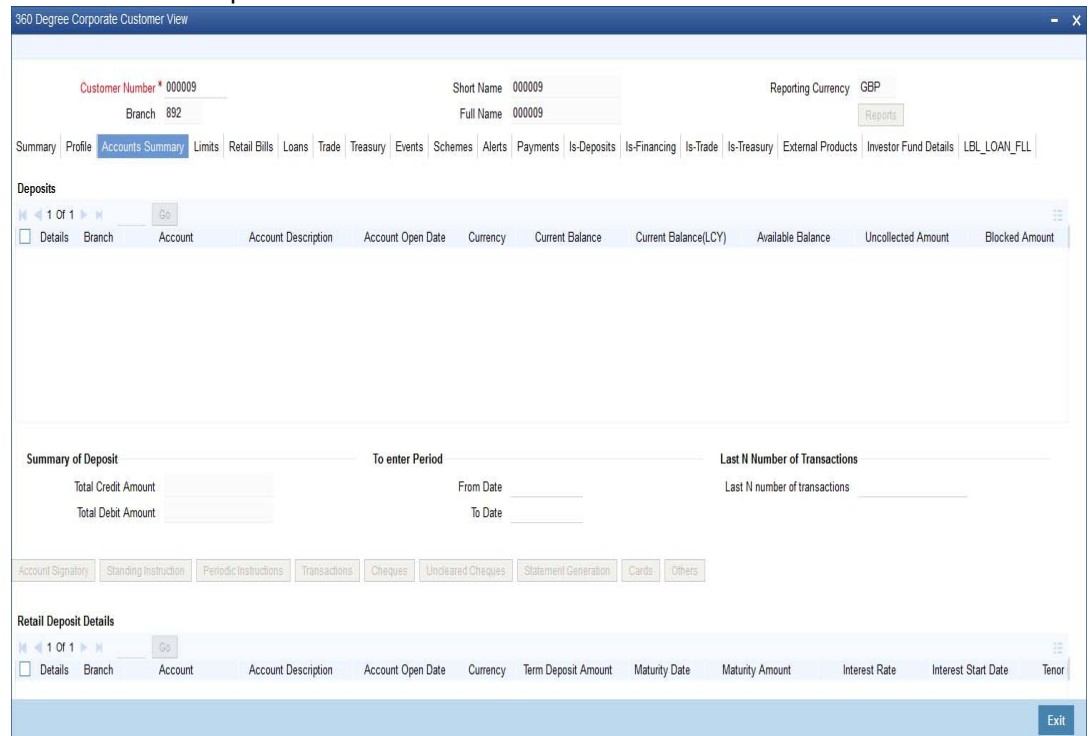 360 Degree Corporate Customer View - X
Customer Number * 000009 Short Name 000009 Reporting Currency GBP
Branch 892 Full Name 000009 Reports
Summary Profile Accounts Summary Limits Retail Bills Loans Trade Treasury Events Schemes Alerts Payments Is-Deposits Is-Financing Is-Trade Is-Treasury External Products Investor Fund Details LBL_LOAN_FLL
Deposits
1 Of 1 Go
Details Branch Account Account Description Account Open Date Currency Current Balance Current Balance(LCY) Available Balance Uncollected Amount Blocked Amount
Summary of Deposit To enter Period Last N Number of Transactions
Total Credit Amount From Date Last N number of transactions
Total Debit Amount To Date
Account Signatory Standing Instruction Periodic Instructions Transactions Cheques Uncleared Cheques Statement Generation Cards Others
Retail Deposit Details
1 Of 1 Go
Details Branch Account Account Description Account Open Date Currency Term Deposit Amount Maturity Date Maturity Amount Interest Rate Interest Start Date Tenor
Exit